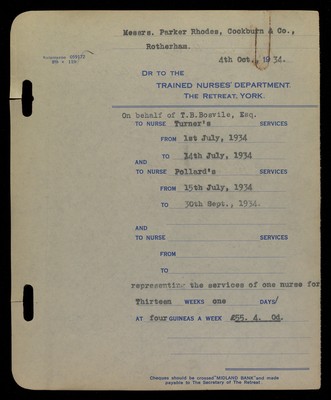 Messrs. Parker Rhodes, Cockburn & Co.,
Rotherham.
4th Oct., 1934.
DR TO THE
TRAINED NURSES' DEPARTMENT.
THE RETREAT, YORK.
On behalf of T.B.Bosvile, Esq.
TO NURSE Turner's SERVICES
FROM 1st July, 1934
TO 14th July, 1934
AND
TO NURSE Pollard's SERVICES
FROM 15th July, 1934
TO 30th Sept., 1934.
AND
TO NURSE SERVICES
FROM
TO
representing the services of one nurse for
Thirteen WEEKS one DAYS
AT four GUINEAS A WEEK £55. 4. 0d.
Cheques should be crossed "MIDLAND BANK" and made
payable to The Secretary of The Retreat